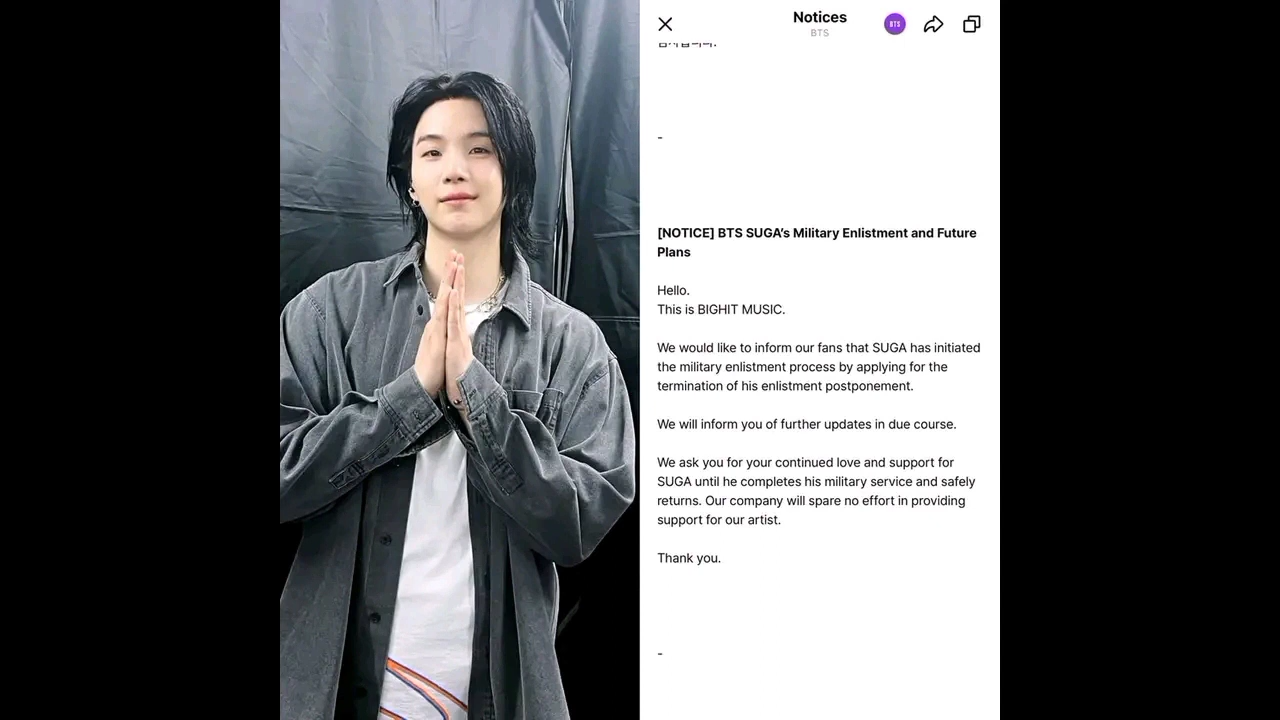 Notices
BTS
BTS
-
[NOTICE] BTS SUGA’s Military Enlistment and Future
Plans
Hello.
This is BIGHIT MUSIC.
We would like to inform our fans that SUGA has initiated
the military enlistment process by applying for the
termination of his enlistment postponement.
We will inform you of further updates in due course.
We ask you for your continued love and support for
SUGA until he completes his military service and safely
returns. Our company will spare no effort in providing
support for our artist.
Thank you.
-